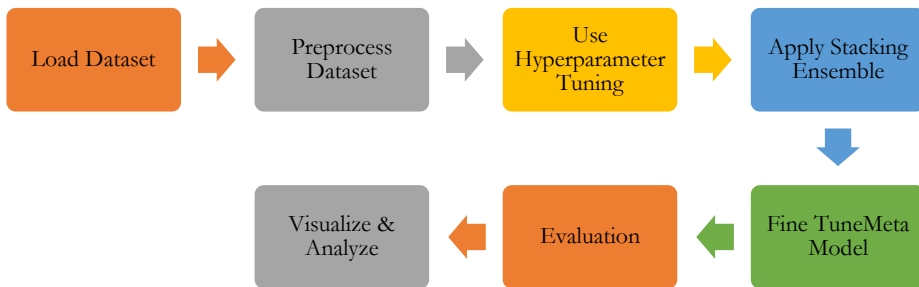 Load Dataset
Preprocess
Dataset
Use
Hyperparameter
Tuning
Apply Stacking
Ensemble
Fine TuneMeta
Model
Evaluation
Visualize &
Analyze